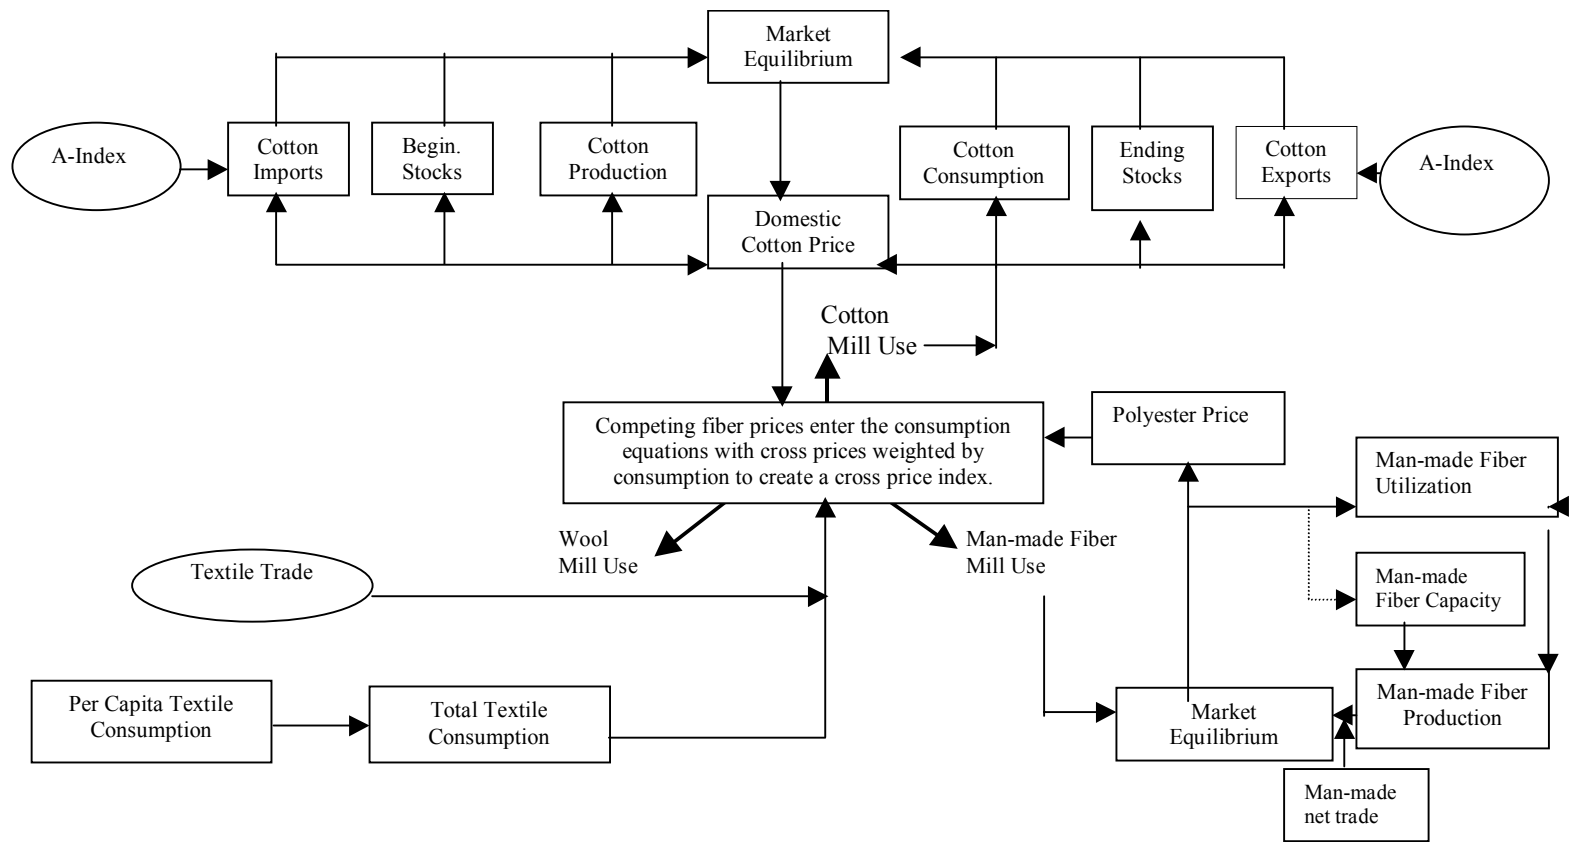 Market
Equilibrium
A-Index
Cotton
Imports
Begin.
Stocks
Cotton
Production
Cotton
Consumption
Ending
Stocks
Cotton
Exports
A-Index
Domestic
Cotton Price
Cotton
Mill Use
Competing fiber prices enter the consumption
equations with cross prices weighted by
consumption to create a cross price index.
Polyester Price
Man-made Fiber
Utilization
Wool
Mill Use
Man-made Fiber
Mill Use
Textile Trade
Man-made
Fiber Capacity
Per Capita Textile
Consumption
Total Textile
Consumption
Market
Equilibrium
Man-made Fiber
Production
Man-made
net trade